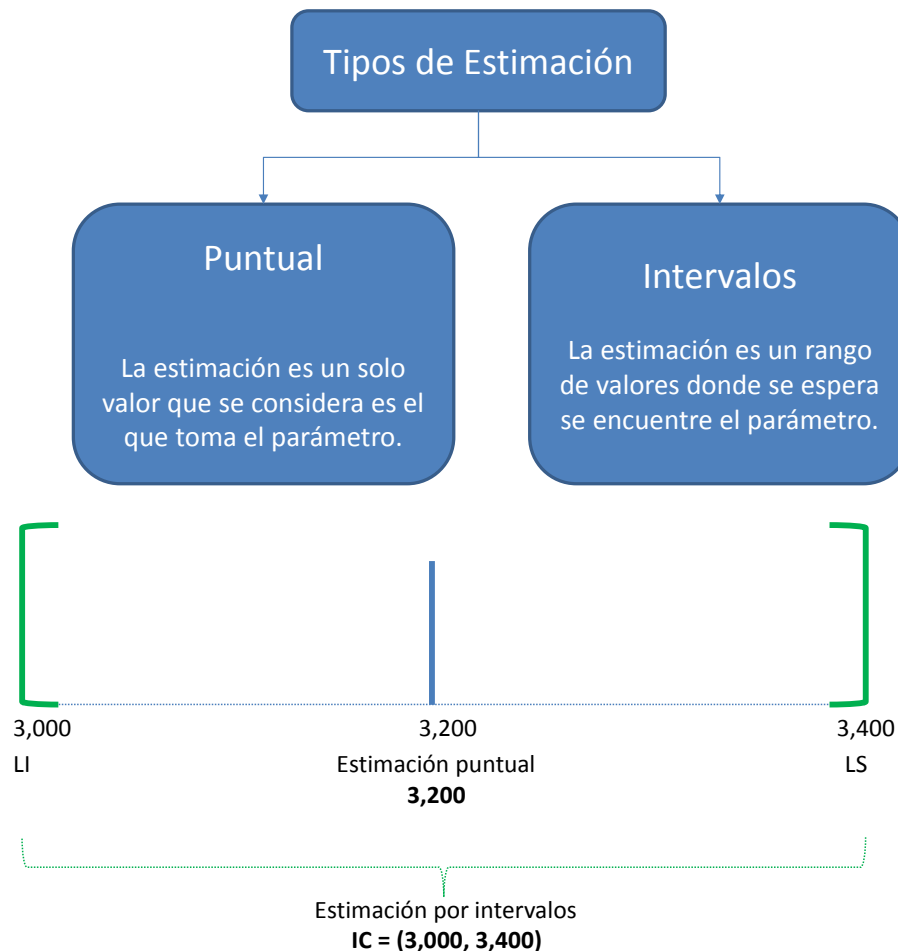 Tipos de Estimación
Puntual
La estimación es un solo
valor que se considera es el
que toma el parámetro.
Intervalos
La estimación es un rango
de valores donde se espera
se encuentre el parámetro.
3,000
3,200
3,400
LI
Estimación puntual
LS
3,200
Estimación por intervalos
IC = (3,000, 3,400)